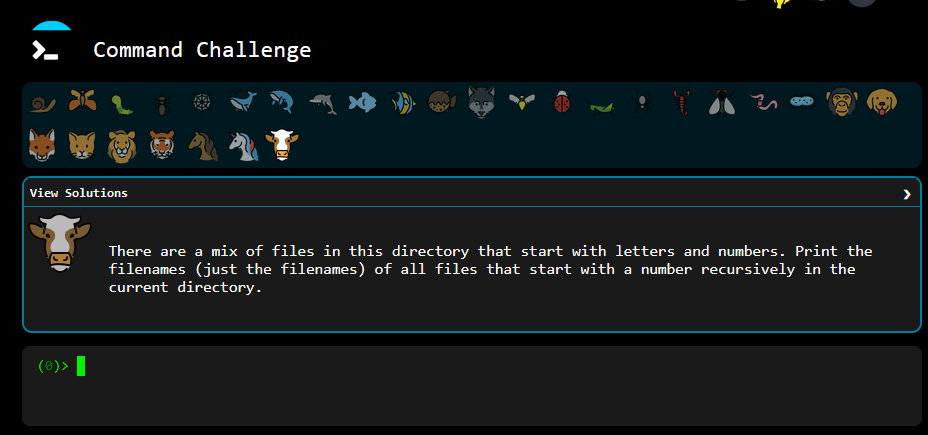 Command Challenge
View Solutions
There are a mix of files in this directory that start with letters and numbers. Print the
filenames (just the filenames) of all files that start with a number recursively in the
current directory.
(0)>